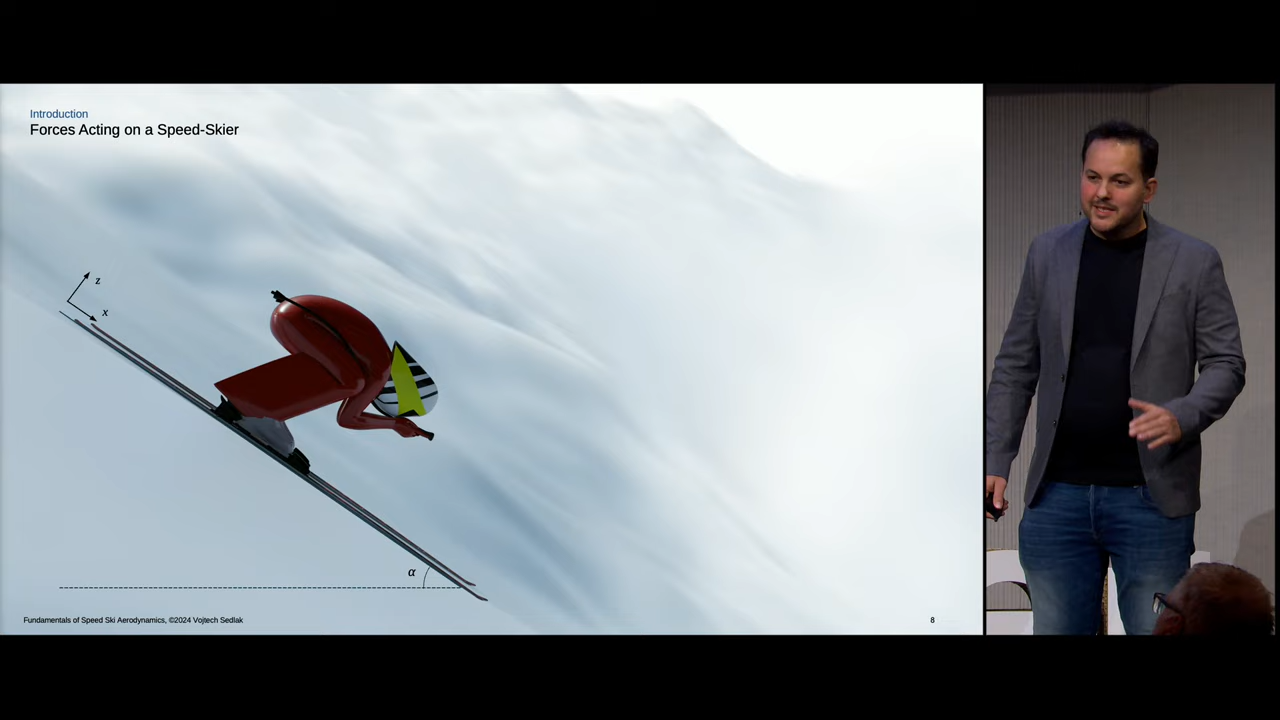 Introduction
Forces Acting on a Speed-Skier
z
x
α
Fundamentals of Speed Ski Aerodynamics, ©2024 Vojtech Sedlak
8